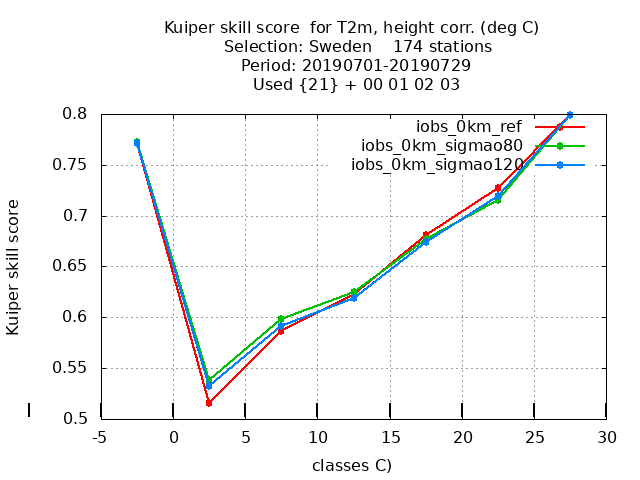 Kuiper skill score  for T2m, height corr. (deg C)
Selection: Sweden    174 stations
Period: 20190701-20190729
Used {21} + 00 01 02 03
iobs_0km_ref
iobs_0km_sigmao80
iobs_0km_sigmao120
Kuiper skill score
0.8
0.75
0.7
0.65
0.6
0.55
0.5
-5 0 5 10 15 20 25 30
classes C)